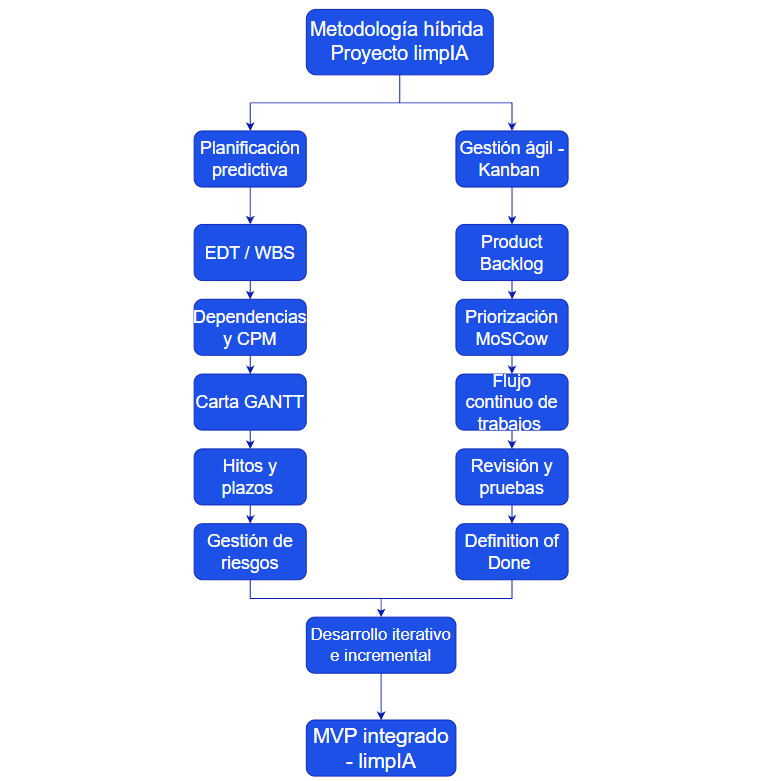 Metodología híbrida
Proyecto limpIA
Planificación
predictiva
EDT / WBS
Dependencias
y CPM
Carta GANTT
Hitos y
plazos
Gestión de
riesgos
Gestión ágil -
Kanban
Product
Backlog
Priorización
MoSCow
Flujo
continuo de
trabajos
Revisión y
pruebas
Definition of
Done
Desarrollo iterativo
e incremental
MVP integrado
- limpIA